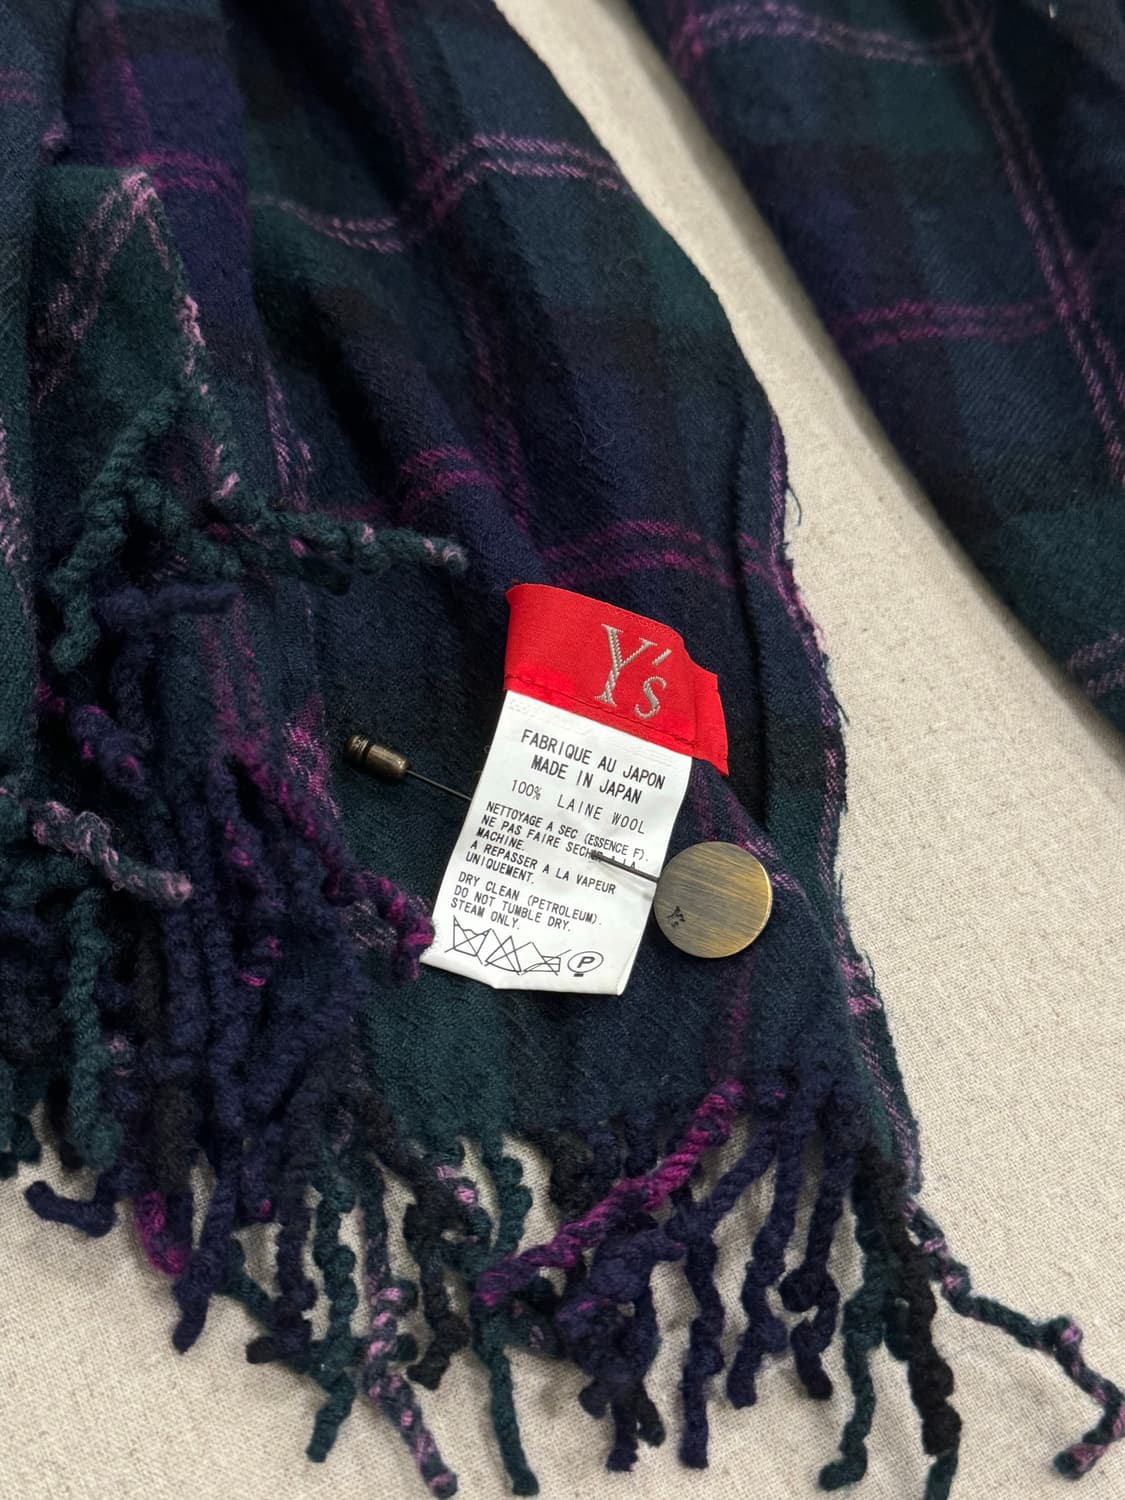 Y's
FABRIQUE AU JAPON
MADE IN JAPAN
100% LAINE WOOL
NETTOYAGE A SEC (ESSENCE F).
NE PAS FAIRE SECHER A LA
MACHINE.
A REPASSER A LA VAPEUR
UNIQUEMENT.
DRY CLEAN (PETROLEUM).
DO NOT TUMBLE DRY.
STEAM ONLY.
P
Y's